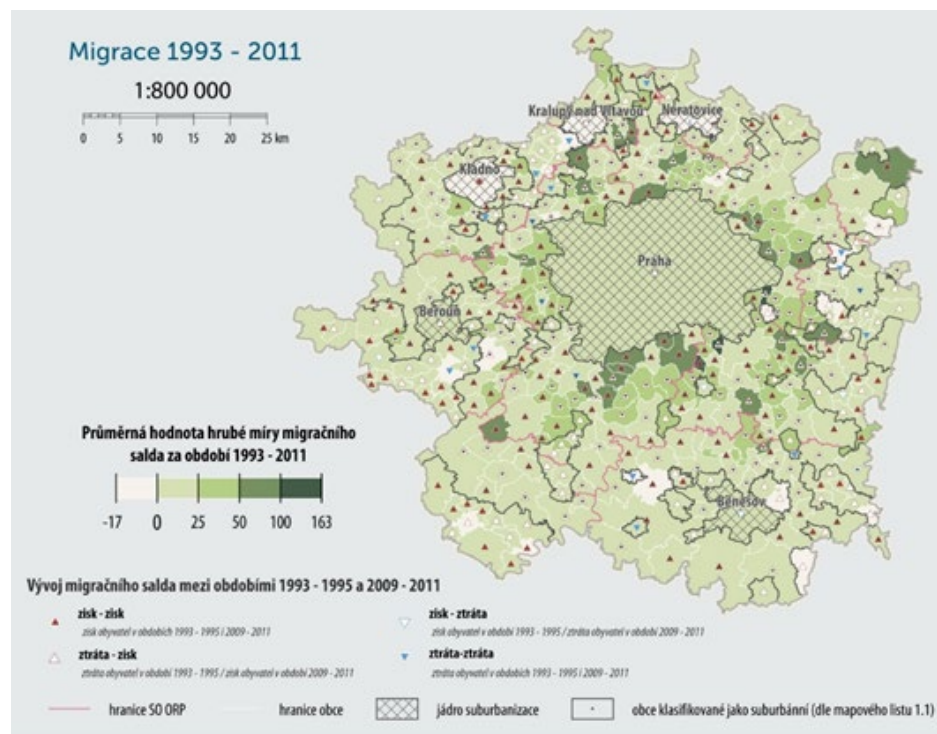 Migrace 1993 - 2011
1:800 000
0 5 10 15 20 25 km
Kralupy nad Vltavou
Neratovice
Kladno
Praha
Beroun
Benešov
Průměrná hodnota hrubé míry migračního
salda za období 1993 - 2011
-17 0 25 50 100 163
Vývoj migračního salda mezi obdobími 1993 - 1995 a 2009 - 2011
zisk - zisk
zisk obyvatel v obdobích 1993 - 1995 i 2009 - 2011
zisk - ztráta
zisk obyvatel v období 1993 - 1995 / ztráta obyvatel v období 2009 - 2011
ztráta - zisk
ztráta obyvatel v období 1993 - 1995 / zisk obyvatel v období 2009 - 2011
ztráta-ztráta
ztráta obyvatel v obdobích 1993 - 1995 i 2009 - 2011
hranice SO ORP
hranice obce
jádro suburbanizace
obce klasifikované jako suburbánní (dle mapového listu 1.1)